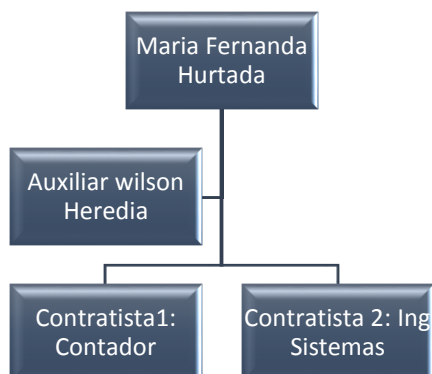 Maria Fernanda
Hurtada
Auxiliar wilson
Heredia
Contratista1:
Contador
Contratista 2: Ing
Sistemas